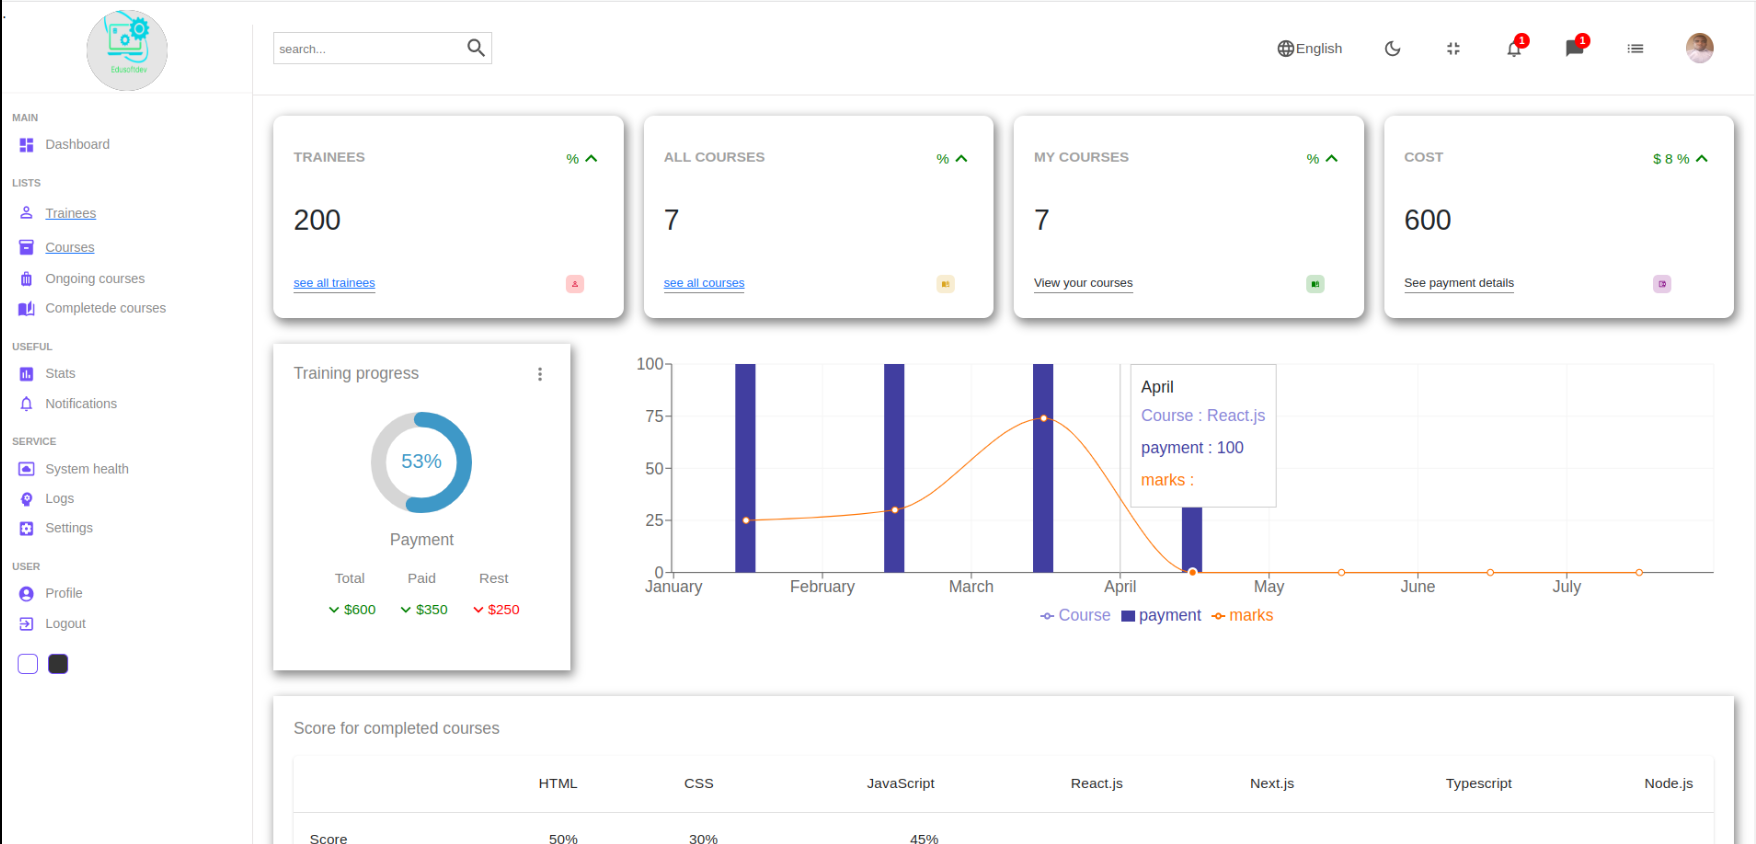 Edusoftdev
search...
English
1
1
MAIN
Dashboard
LISTS
Trainees
Courses
Ongoing courses
Completede courses
USEFUL
Stats
Notifications
SERVICE
System health
Logs
Settings
USER
Profile
Logout
TRAINEES %
200
see all trainees
ALL COURSES %
7
see all courses
MY COURSES %
7
View your courses
COST $ 8 %
600
See payment details
Training progress
53%
Payment
Total Paid Rest
$600 $350 $250
100
75
50
25
0
January February March April May June July
April
Course : React.js
payment : 100
marks :
Course payment marks
Score for completed courses
HTML CSS JavaScript React.js Next.js Typescript Node.js
Score 50% 30% 45%